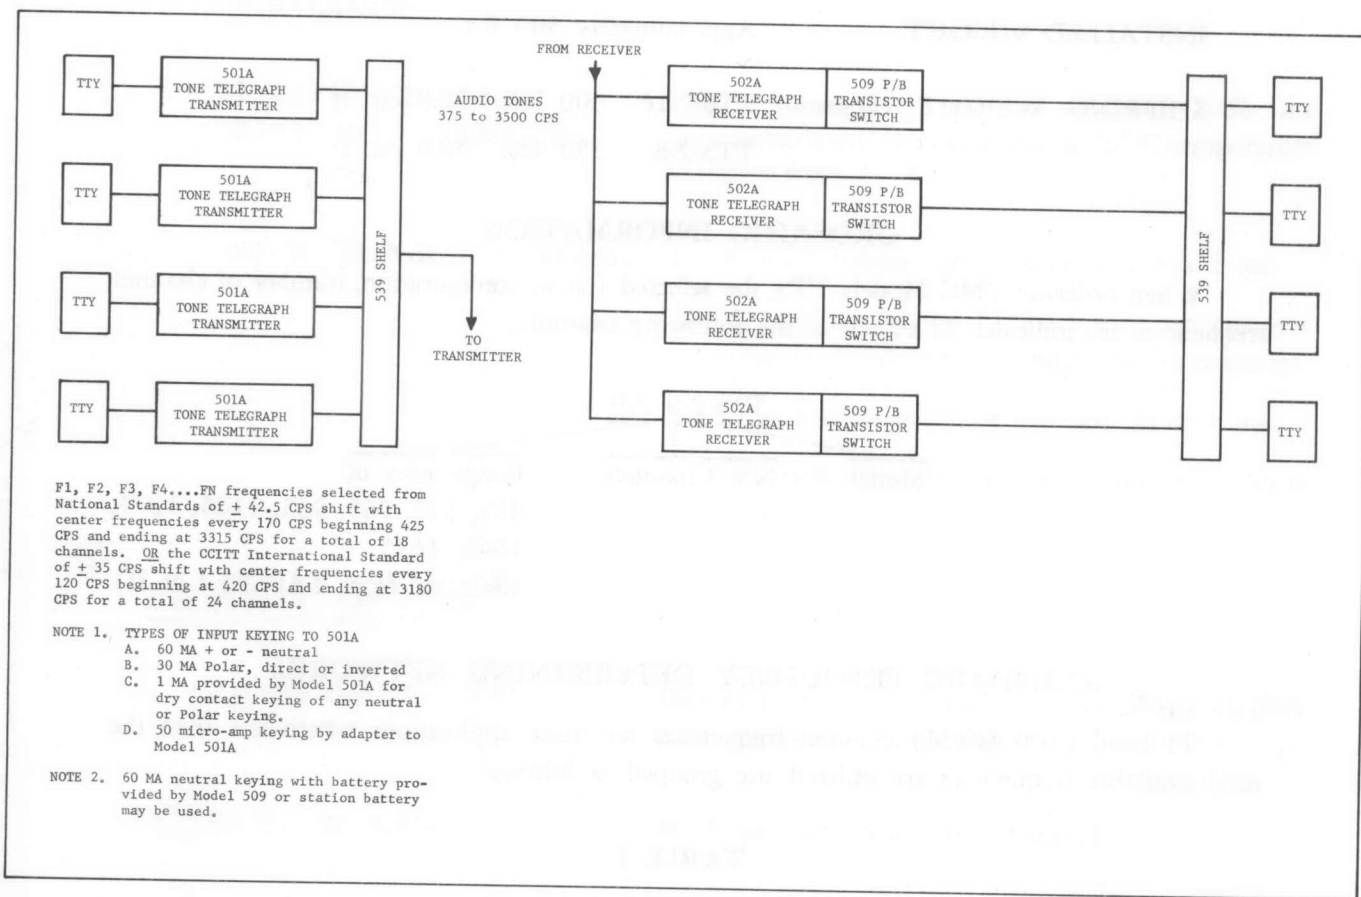 TTY
501A
TONE TELEGRAPH
TRANSMITTER
TTY
501A
TONE TELEGRAPH
TRANSMITTER
TTY
501A
TONE TELEGRAPH
TRANSMITTER
TTY
501A
TONE TELEGRAPH
TRANSMITTER
539 SHELF
AUDIO TONES
375 to 3500 CPS
TO
TRANSMITTER
FROM RECEIVER
502A
TONE TELEGRAPH
RECEIVER
509 P/B
TRANSISTOR
SWITCH
502A
TONE TELEGRAPH
RECEIVER
509 P/B
TRANSISTOR
SWITCH
502A
TONE TELEGRAPH
RECEIVER
509 P/B
TRANSISTOR
SWITCH
502A
TONE TELEGRAPH
RECEIVER
509 P/B
TRANSISTOR
SWITCH
539 SHELF
TTY
TTY
TTY
TTY
F1, F2, F3, F4....FN frequencies selected from
National Standards of ± 42.5 CPS shift with
center frequencies every 170 CPS beginning 425
CPS and ending at 3315 CPS for a total of 18
channels. OR the CCITT International Standard
of ± 35 CPS shift with center frequencies every
120 CPS beginning at 420 CPS and ending at 3180
CPS for a total of 24 channels.
NOTE 1. TYPES OF INPUT KEYING TO 501A
A. 60 MA + or - neutral
B. 30 MA Polar, direct or inverted
C. 1 MA provided by Model 501A for
dry contact keying of any neutral
or Polar keying.
D. 50 micro-amp keying by adapter to
Model 501A
NOTE 2. 60 MA neutral keying with battery pro-
vided by Model 509 or station battery
may be used.